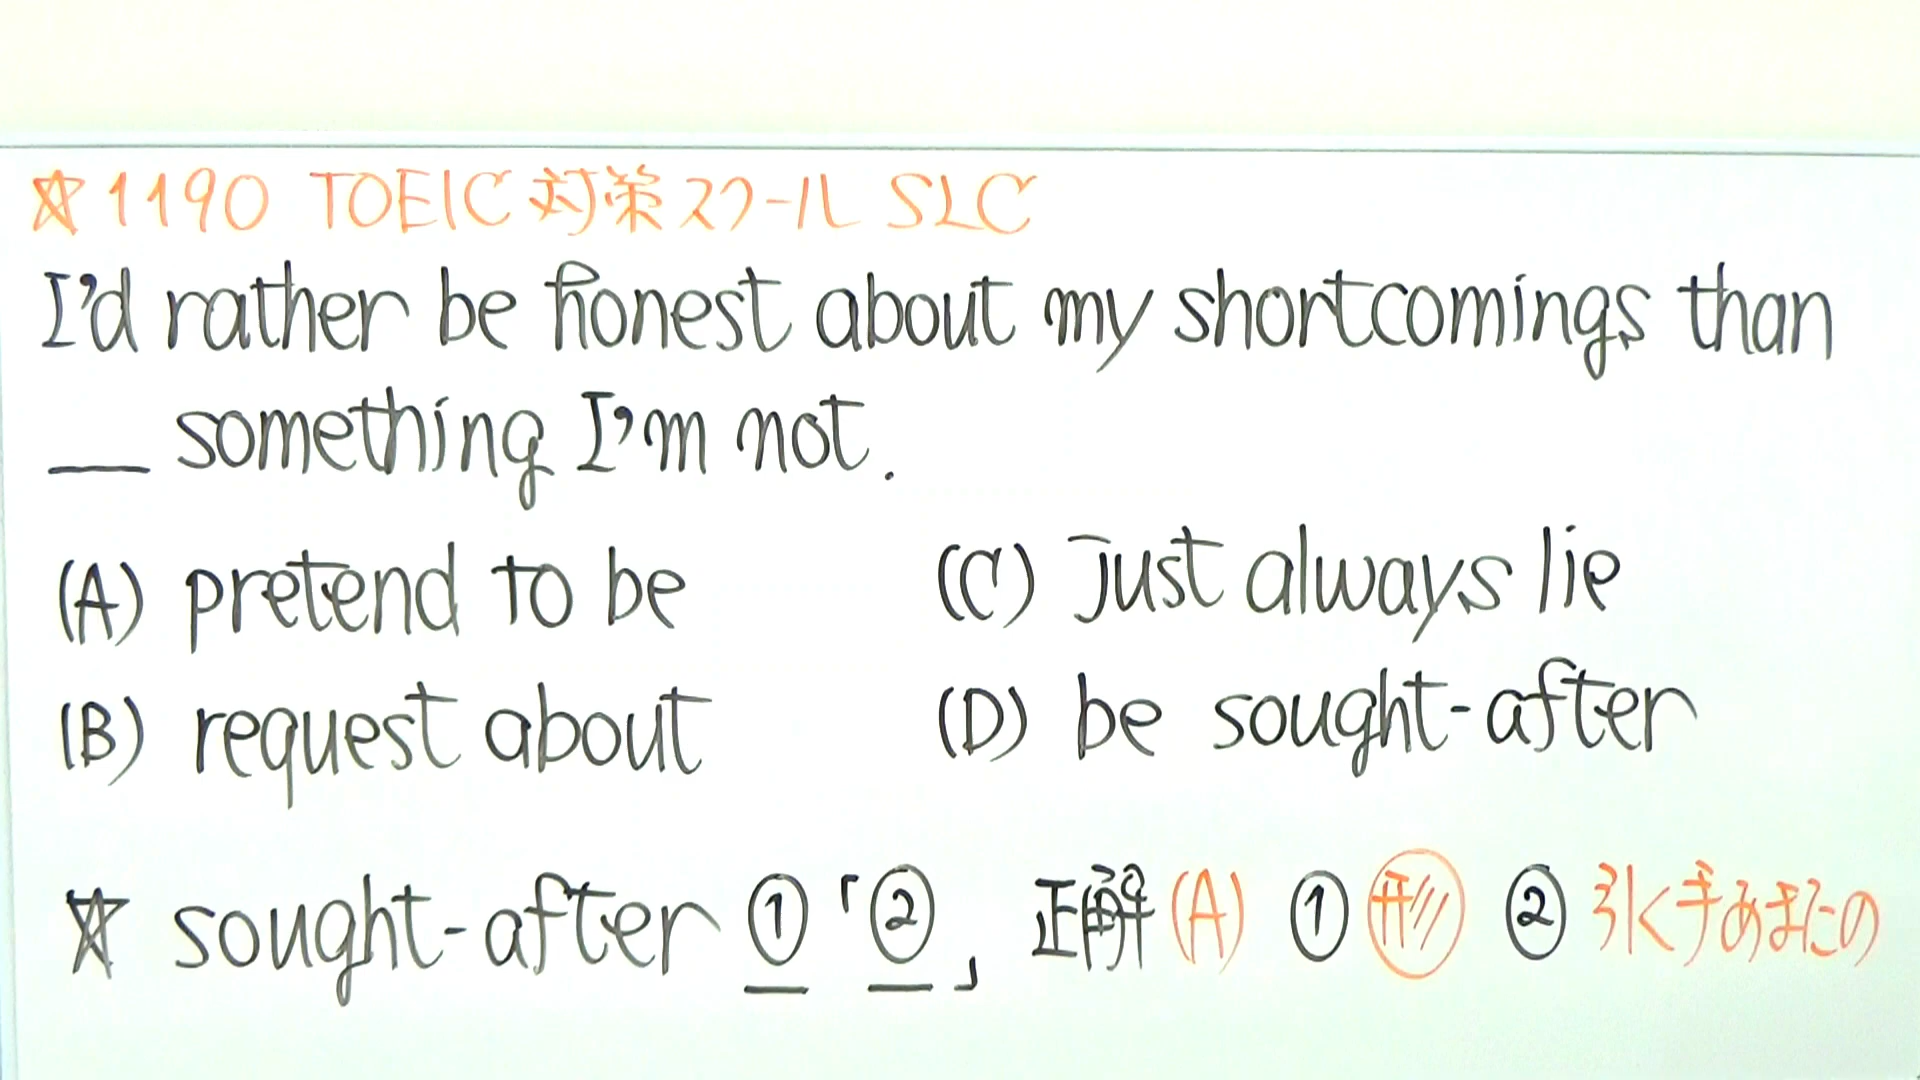 ☆1190 TOEIC対策スクール SLC
I'd rather be honest about my shortcomings than
__ something I'm not.
(A) pretend to be
(C) just always lie
(B) request about
(D) be sought-after
☆ sought-after ①「②」 正解(A) ①形 ②引く手あまたの